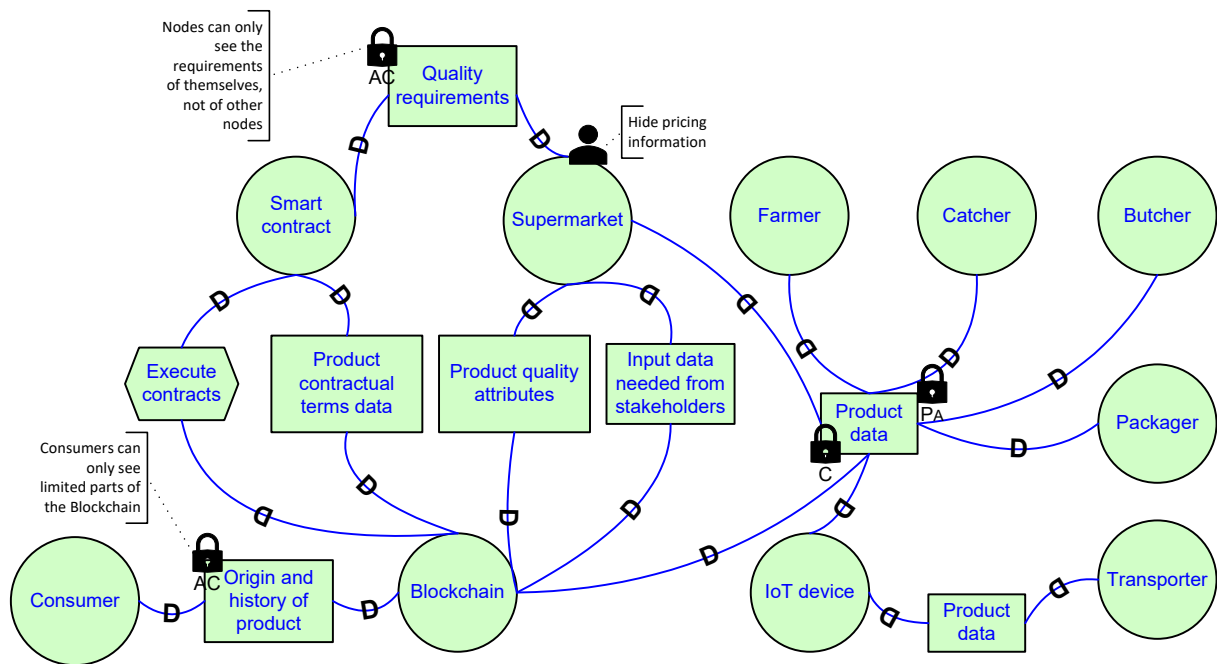 Nodes can only
see the
requirements
of themselves,
not of other
nodes
AC
Quality
requirements
D
D
Hide pricing
information
Smart
contract
Supermarket
Farmer
Catcher
Butcher
D
D
D
D
D
D
D
D
Execute
contracts
Product
contractual
terms data
Product quality
attributes
Input data
needed from
stakeholders
Product
data
PA
C
D
D
Packager
Consumers can
only see
limited parts of
the Blockchain
D
D
D
D
D
D
AC
Consumer
D
Origin and
history of
product
D
Blockchain
IoT device
D
Product
data
D
Transporter